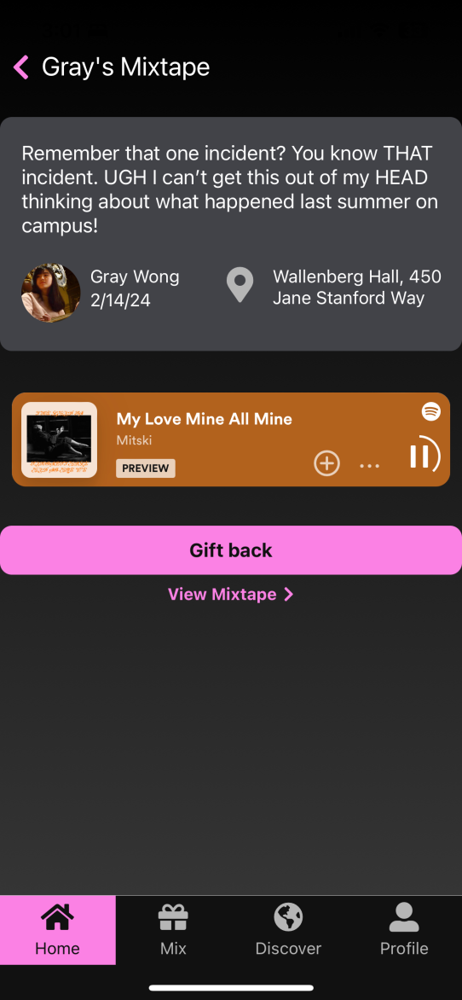 Gray's Mixtape
Remember that one incident? You know THAT
incident. UGH I can’t get this out of my HEAD
thinking about what happened last summer on
campus!
Gray Wong
2/14/24
Wallenberg Hall, 450
Jane Stanford Way
My Love Mine All Mine
Mitski
PREVIEW
Gift back
View Mixtape
Home
Mix
Discover
Profile